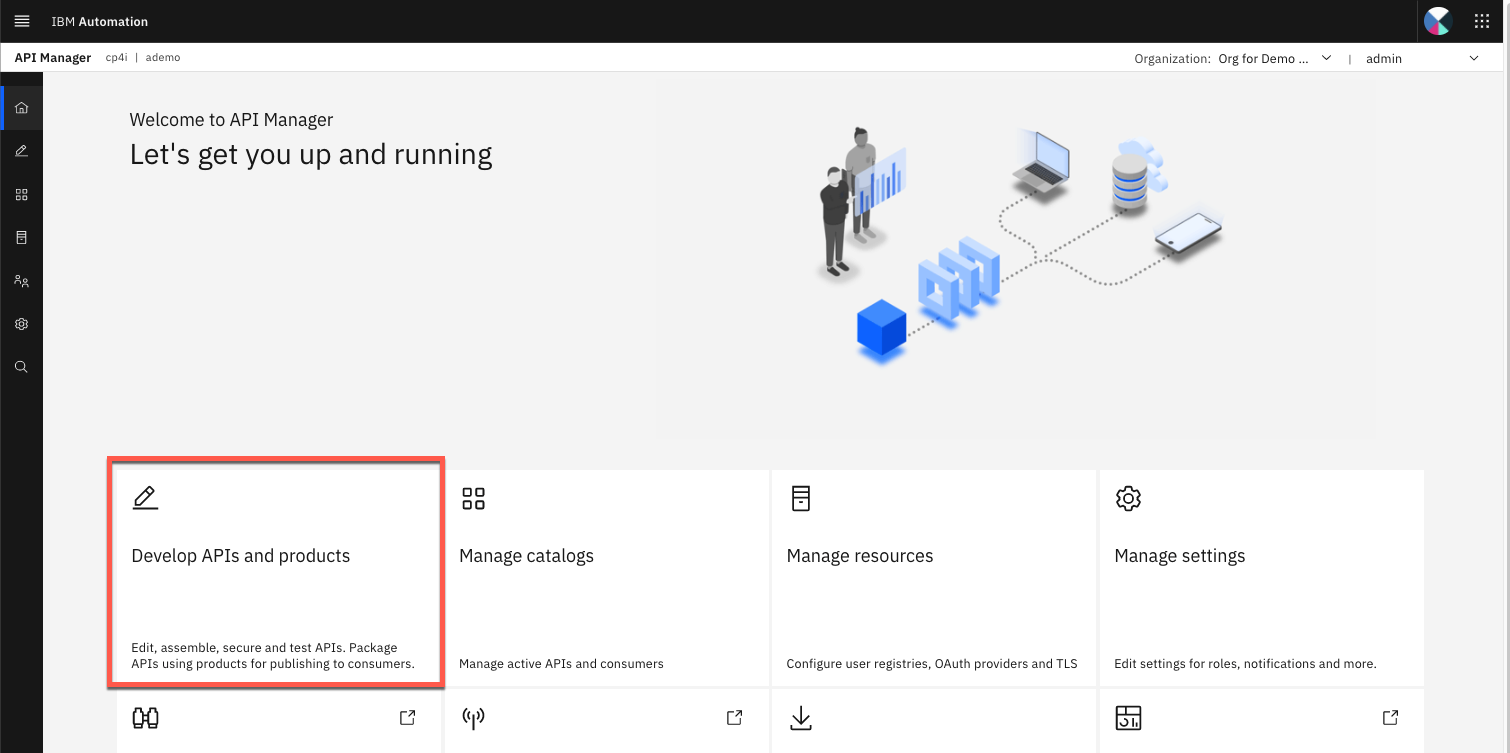 IBM Automation
API Manager cp4i | ademo Organization: Org for Demo ... | admin
Welcome to API Manager
Let's get you up and running
Develop APIs and products
Edit, assemble, secure and test APIs. Package
APIs using products for publishing to consumers.
Manage catalogs
Manage active APIs and consumers
Manage resources
Configure user registries, OAuth providers and TLS
Manage settings
Edit settings for roles, notifications and more.